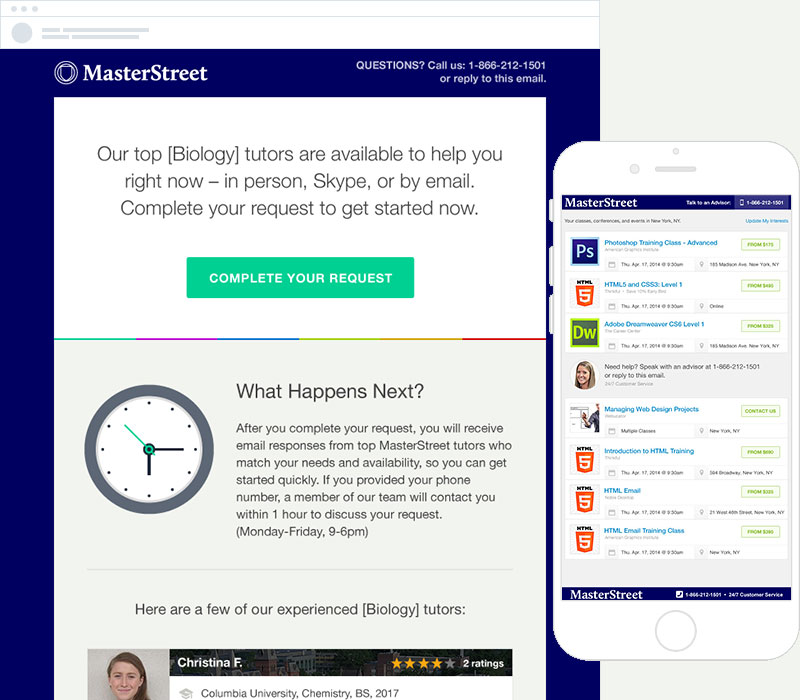 MasterStreet
QUESTIONS? Call us: 1-866-212-1501
or reply to this email.
Our top [Biology] tutors are available to help you
right now – in person, Skype, or by email.
Complete your request to get started now.
COMPLETE YOUR REQUEST
What Happens Next?
After you complete your request, you will receive
email responses from top MasterStreet tutors who
match your needs and availability, so you can get
started quickly. If you provided your phone
number, a member of our team will contact you
within 1 hour to discuss your request.
(Monday-Friday, 9-6pm)
Here are a few of our experienced [Biology] tutors:
Christina F.
2 ratings
Columbia University, Chemistry, BS, 2017
MasterStreet
Talk to an Advisor:
1-866-212-1501
Your classes, conferences, and events in New York, NY.
Update My Interests
Ps
Photoshop Training Class - Advanced
American Graphics Institute
FROM $175
Thu. Apr. 17, 2014 @ 9:30am
185 Madison Ave. New York, NY
HTML
5
HTML5 and CSS3: Level 1
FROM $495
Thu. Apr. 17, 2014 @ 9:30am
Online
Dw
Adobe Dreamweaver CS6 Level 1
The Career Center
FROM $225
Thu. Apr. 17, 2014 @ 9:30am
165 Madison Ave. New York, NY
Need help? Speak with an advisor at 1-866-212-1501
or reply to this email.
24/7 Customer Service
Managing Web Design Projects
CONTACT US
Multiple Classes
New York, NY
HTML
5
Introduction to HTML Training
FROM $690
Thu. Apr. 17, 2014 @ 9:30am
594 Broadway, New York, NY
HTML
5
HTML Email
Noble Desktop
FROM $325
Thu. Apr. 17, 2014 @ 9:30am
21 West 46th Street, New York, NY
HTML
5
HTML Email Training Class
American Graphics Institute
FROM $390
Thu. Apr. 17, 2014 @ 9:30am
New York, NY
MasterStreet
1-866-212-1501 • 24/7 Customer Service